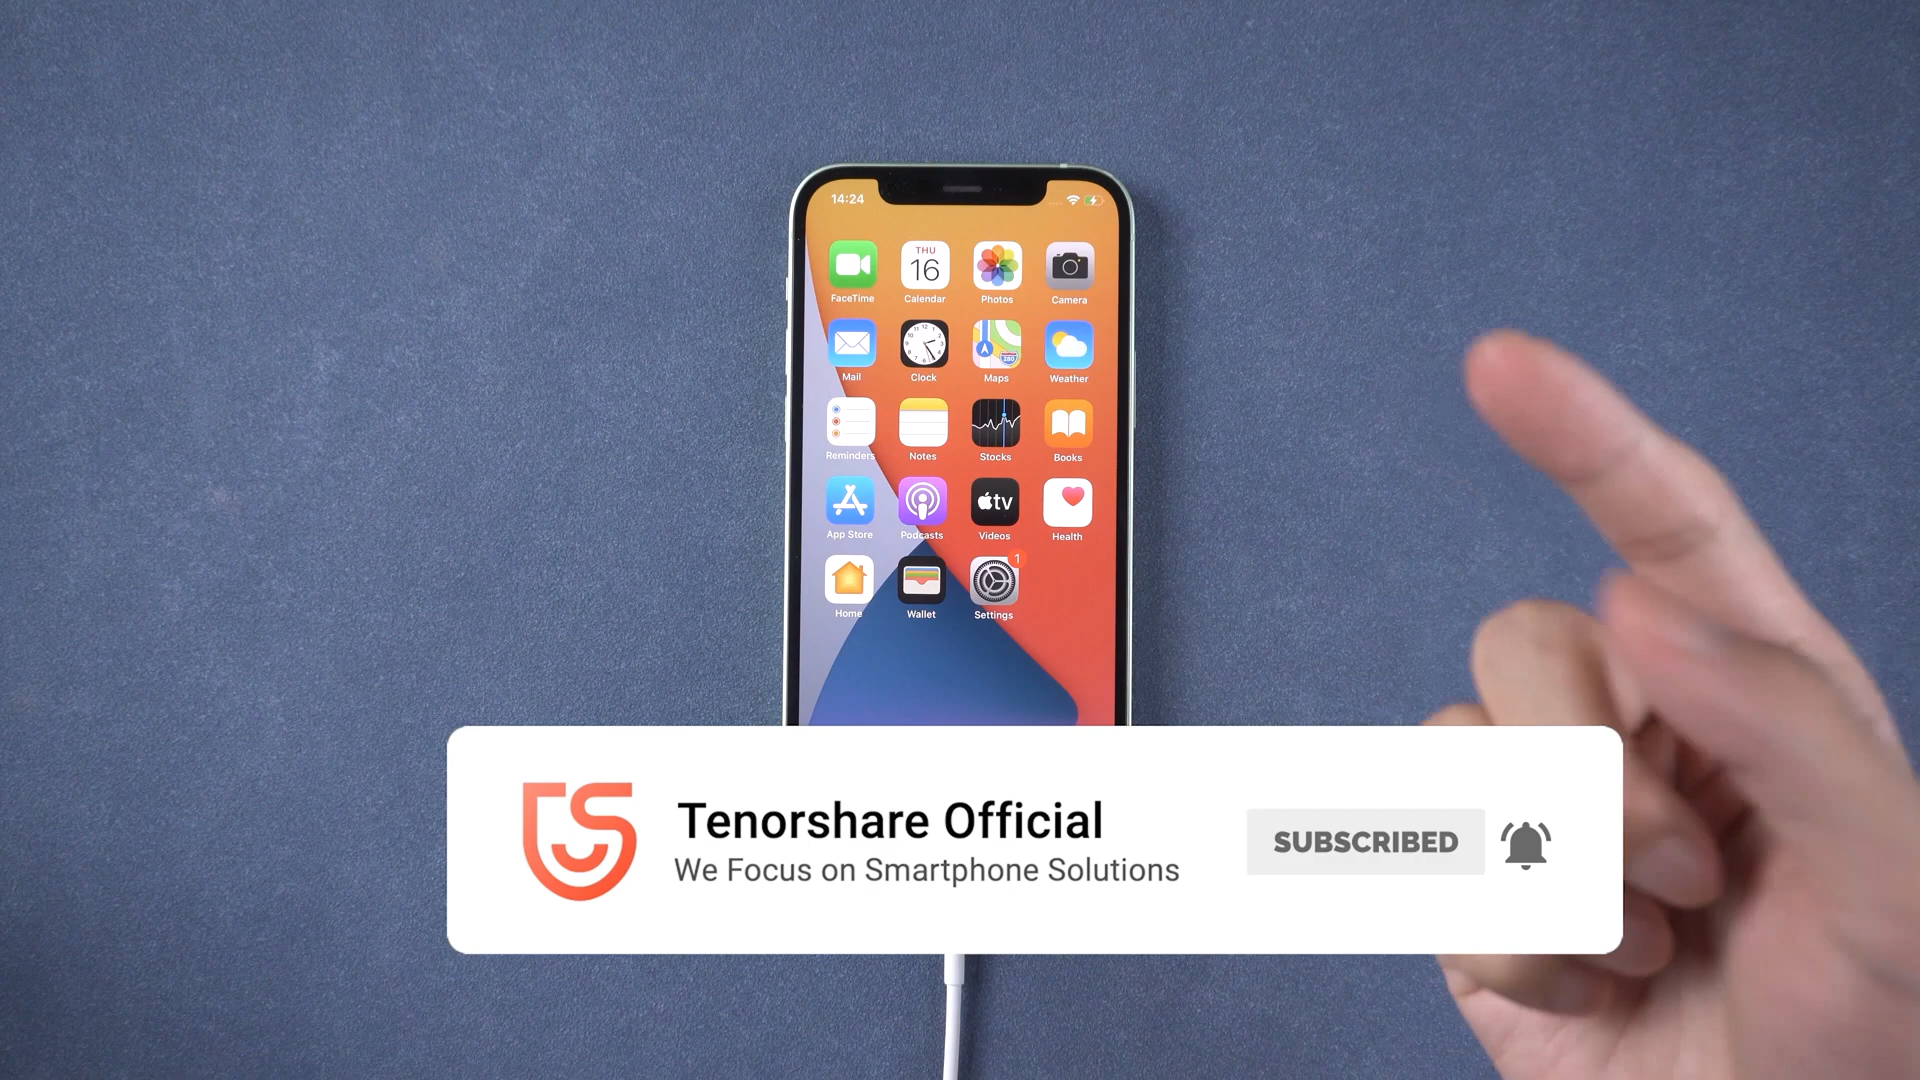 14:24
THU
16
FaceTime Calendar Photos Camera
280
Mail Clock Maps Weather
Reminders Notes Stocks Books
tv
App Store Podcasts Videos Health
1
Home Wallet Settings
Tenorshare Official
We Focus on Smartphone Solutions
SUBSCRIBED